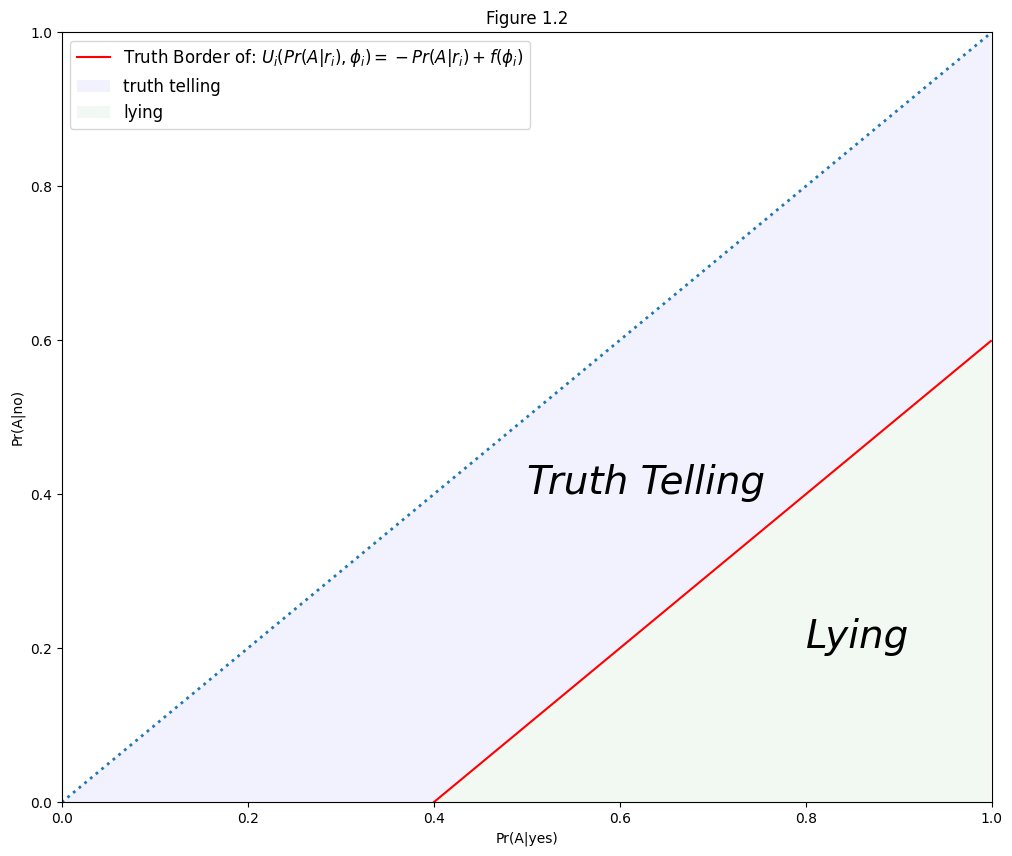 Figure 1.2
Truth Border of: $U_i(Pr(A|r_i), \phi_i) = -Pr(A|r_i) + f(\phi_i)$
truth telling
lying
1.0
0.8
0.6
0.4
0.2
0.0
Pr(A|no)
Truth Telling
Lying
0.0 0.2 0.4 0.6 0.8 1.0
Pr(A|yes)